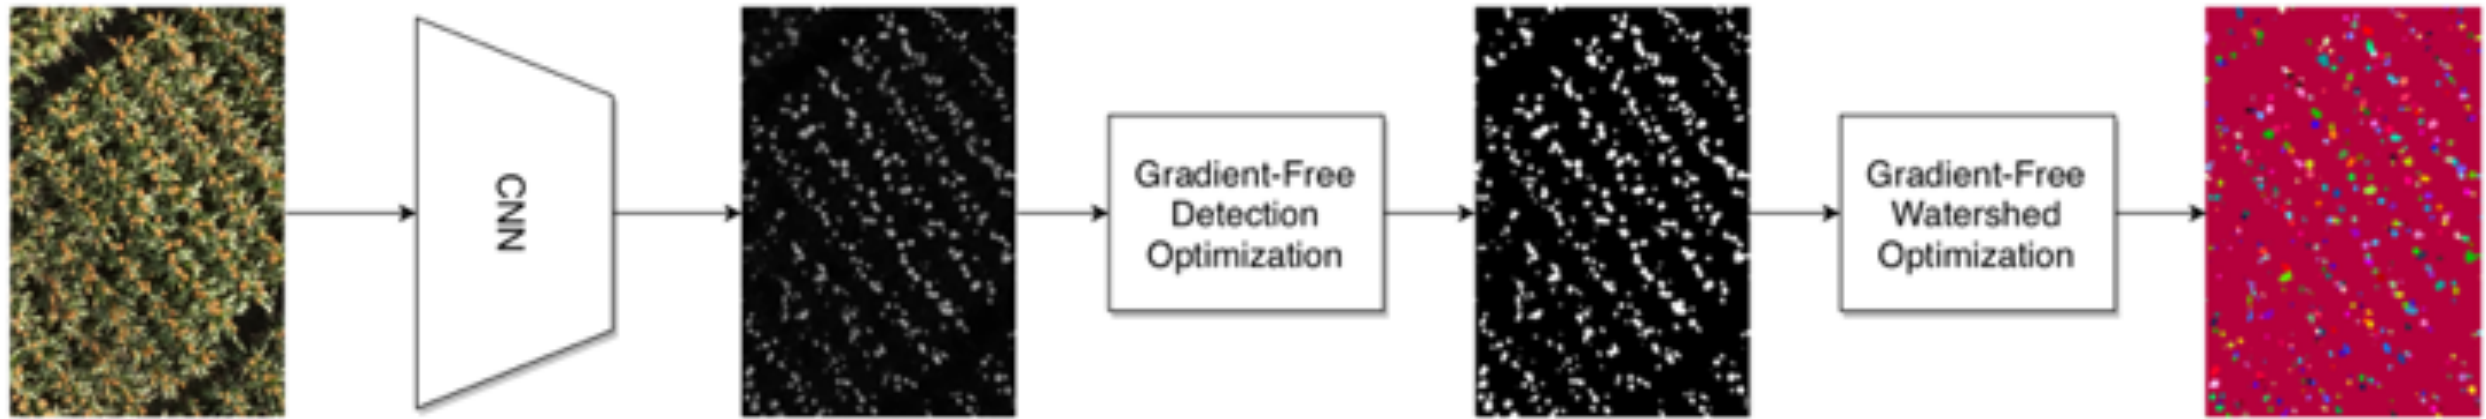 CNN
Gradient-Free
Detection
Optimization
Gradient-Free
Watershed
Optimization